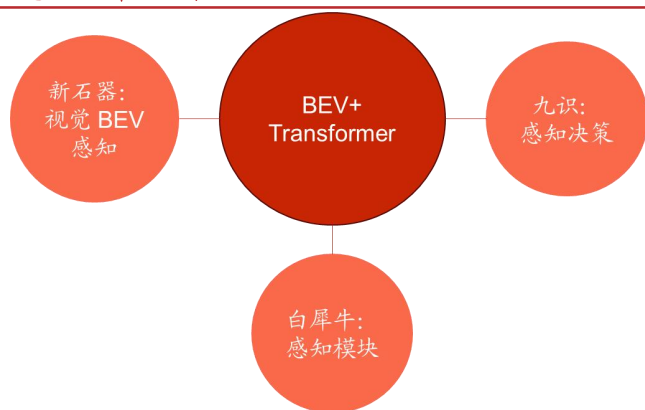 新石器：
视觉 BEV
感知
BEV+
Transformer
九识：
感知决策
白犀牛：
感知模块